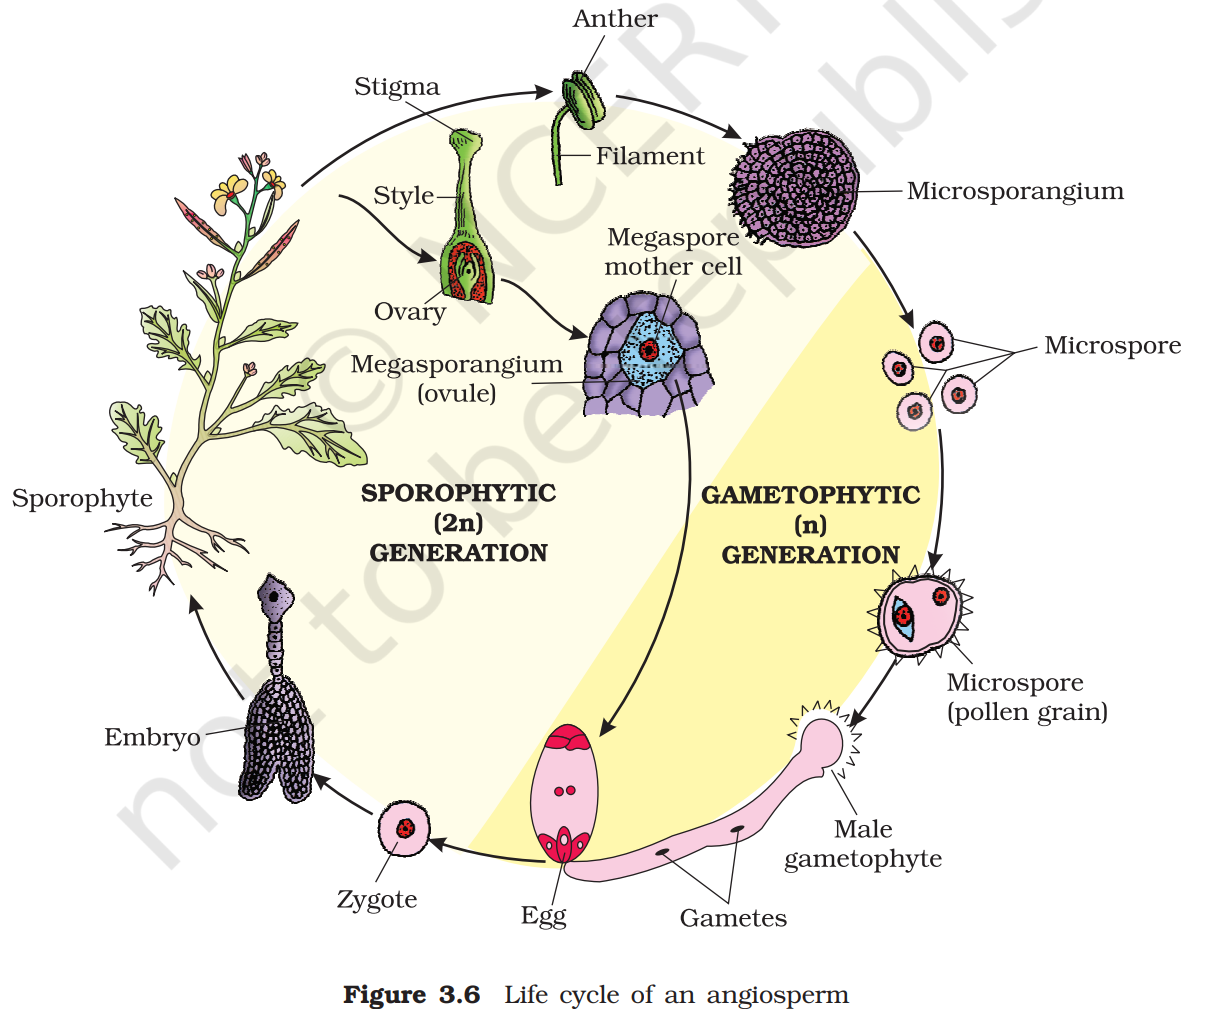 Anther
Stigma
Filament
Style
Microsporangium
Megaspore
mother cell
Ovary
Microspore
Megasporangium
(ovule)
Sporophyte
SPOROPHYTIC
(2n)
GENERATION
GAMETOPHYTIC
(n)
GENERATION
Microspore
(pollen grain)
Embryo
Male
gametophyte
Zygote
Egg
Gametes
Figure 3.6 Life cycle of an angiosperm
© NCERT
not to be republis